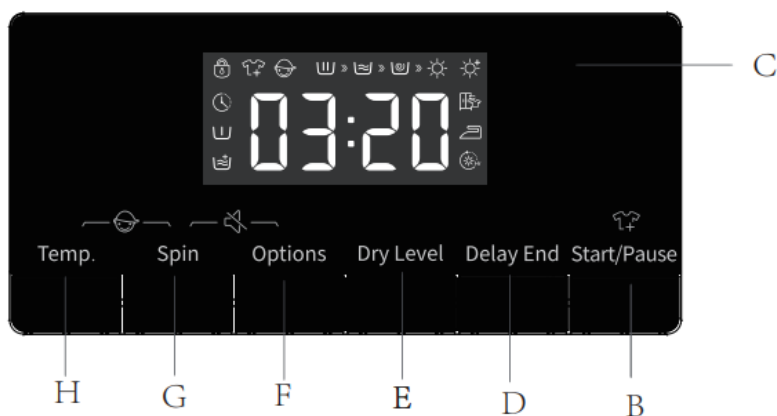 C
03:20
Temp. Spin Options Dry Level Delay End Start/Pause
H G F E D B